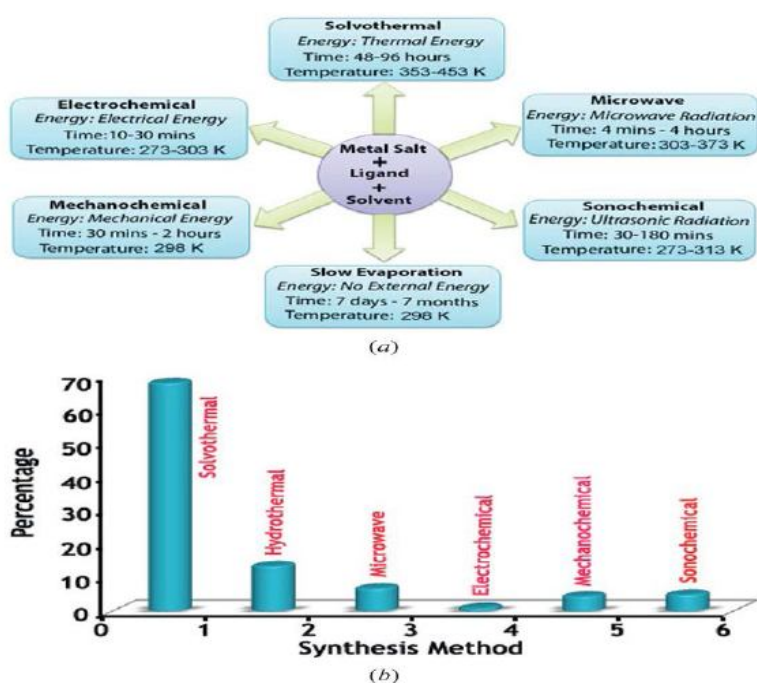 Solvothermal
Energy: Thermal Energy
Time: 48-96 hours
Temperature: 353-453 K
Electrochemical
Energy: Electrical Energy
Time:10-30 mins
Temperature: 273-303 K
Microwave
Energy: Microwave Radiation
Time: 4 mins - 4 hours
Temperature: 303-373 K
Metal Salt
+
Ligand
+
Solvent
Mechanochemical
Energy: Mechanical Energy
Time: 30 mins - 2 hours
Temperature: 298 K
Sonochemical
Energy: Ultrasonic Radiation
Time: 30-180 mins
Temperature: 273-313 K
Slow Evaporation
Energy: No External Energy
Time: 7 days - 7 months
Temperature: 298 K
(a)
Percentage
70
60
50
40
30
20
10
0
Solvothermal
Hydrothermal
Microwave
Electrochemical
Mechanochemical
Sonochemical
0 1 2 3 4 5 6
Synthesis Method
(b)